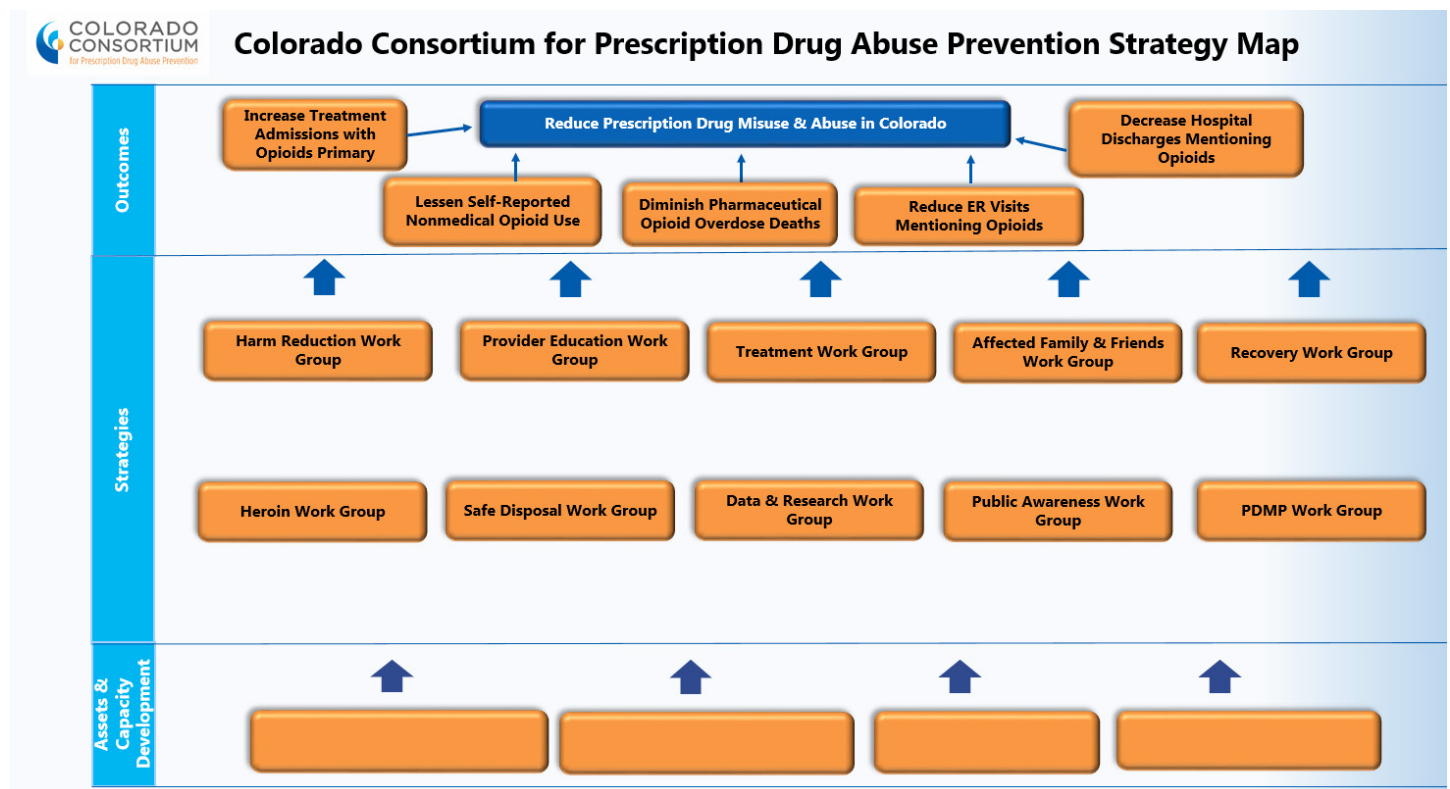 COLORADO
CONSORTIUM
for Prescription Drug Abuse Prevention
Colorado Consortium for Prescription Drug Abuse Prevention Strategy Map
Outcomes
Increase Treatment
Admissions with
Opioids Primary
Reduce Prescription Drug Misuse & Abuse in Colorado
Decrease Hospital
Discharges Mentioning
Opioids
Lessen Self-Reported
Nonmedical Opioid Use
Diminish Pharmaceutical
Opioid Overdose Deaths
Reduce ER Visits
Mentioning Opioids
Strategies
Harm Reduction Work
Group
Provider Education Work
Group
Treatment Work Group
Affected Family & Friends
Work Group
Recovery Work Group
Heroin Work Group
Safe Disposal Work Group
Data & Research Work
Group
Public Awareness Work
Group
PDMP Work Group
Assets &
Capacity
Development